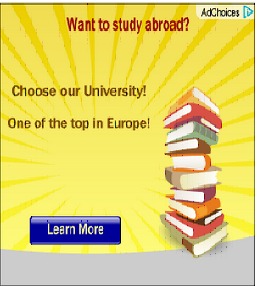 AdChoices
Want to study abroad?
Choose our University!
One of the top in Europe!
Learn More